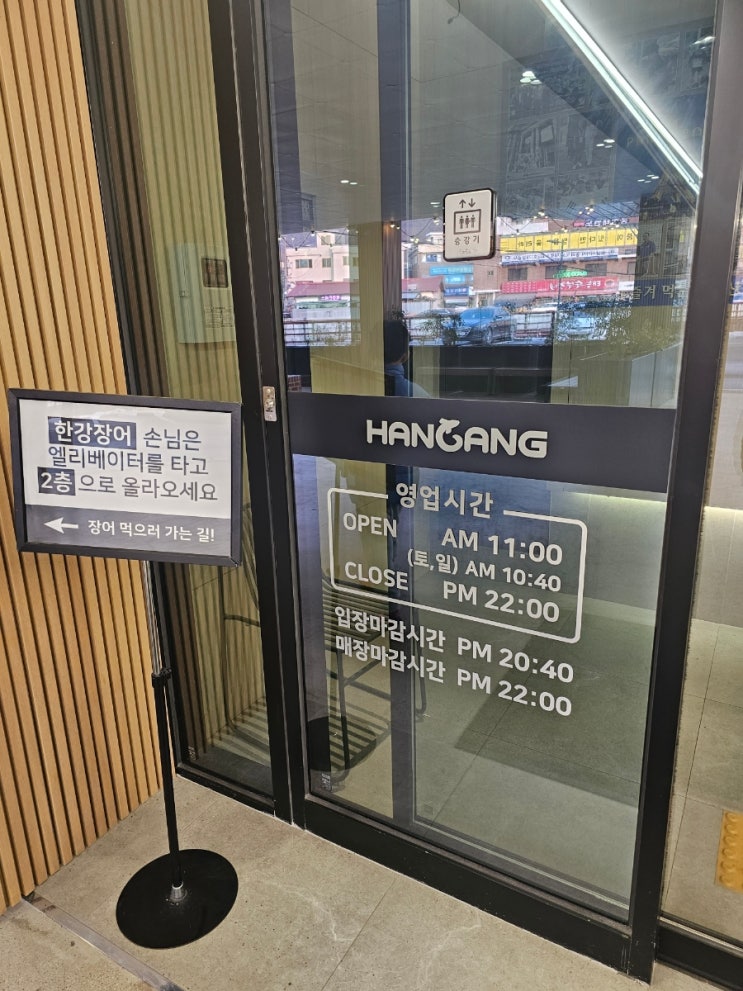 한강장어 손님은
엘리베이터를 타고
2층으로 올라오세요
장어 먹으러 가는 길!
승강기
HANGANG
영업시간
OPEN AM 11:00
(토,일) AM 10:40
CLOSE PM 22:00
입장마감시간 PM 20:40
매장마감시간 PM 22:00